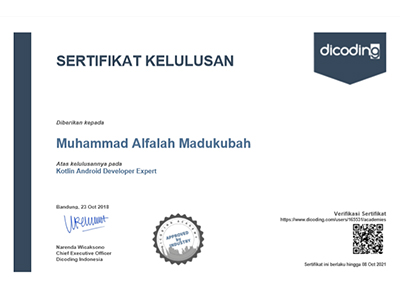 dicoding
SERTIFIKAT KELULUSAN
Diberikan kepada
Muhammad Alfalah Madukubah
Atas kelulusannya pada
Kotlin Android Developer Expert
Bandung, 23 Oct 2018
Narenda Wicaksono
Chief Executive Officer
Dicoding Indonesia
APPROVED by INDUSTRY
Verifikasi Sertifikat
https://www.dicoding.com/users/165531/academies
Sertifikat ini berlaku hingga 08 Oct 2021